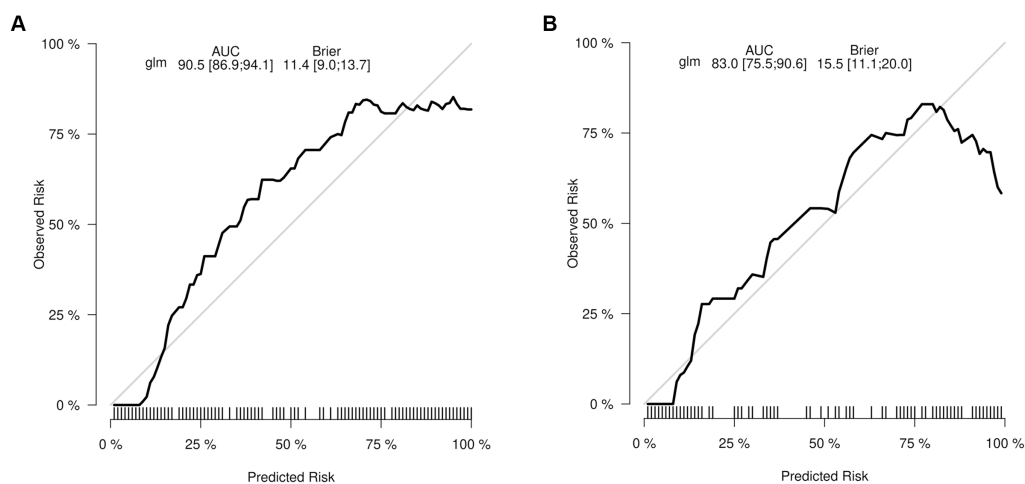 A
AUC Brier
glm 90.5 [86.9;94.1] 11.4 [9.0;13.7]
100 %
75 %
50 %
25 %
0 %
Observed Risk
0 % 25 % 50 % 75 % 100 %
Predicted Risk
B
AUC Brier
glm 83.0 [75.5;90.6] 15.5 [11.1;20.0]
100 %
75 %
50 %
25 %
0 %
Observed Risk
0 % 25 % 50 % 75 % 100 %
Predicted Risk